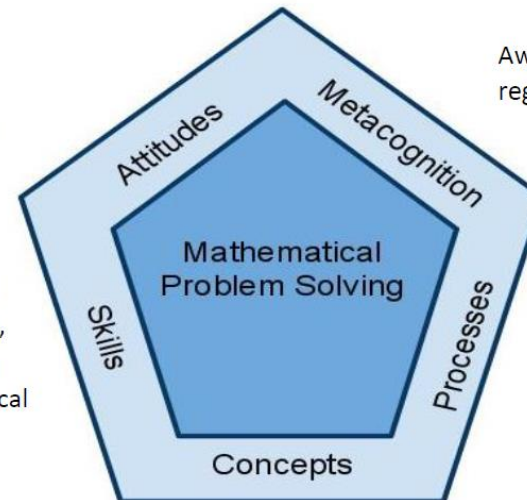 Attitudes
Metacognition
Mathematical
Problem Solving
Skills
Processes
Concepts